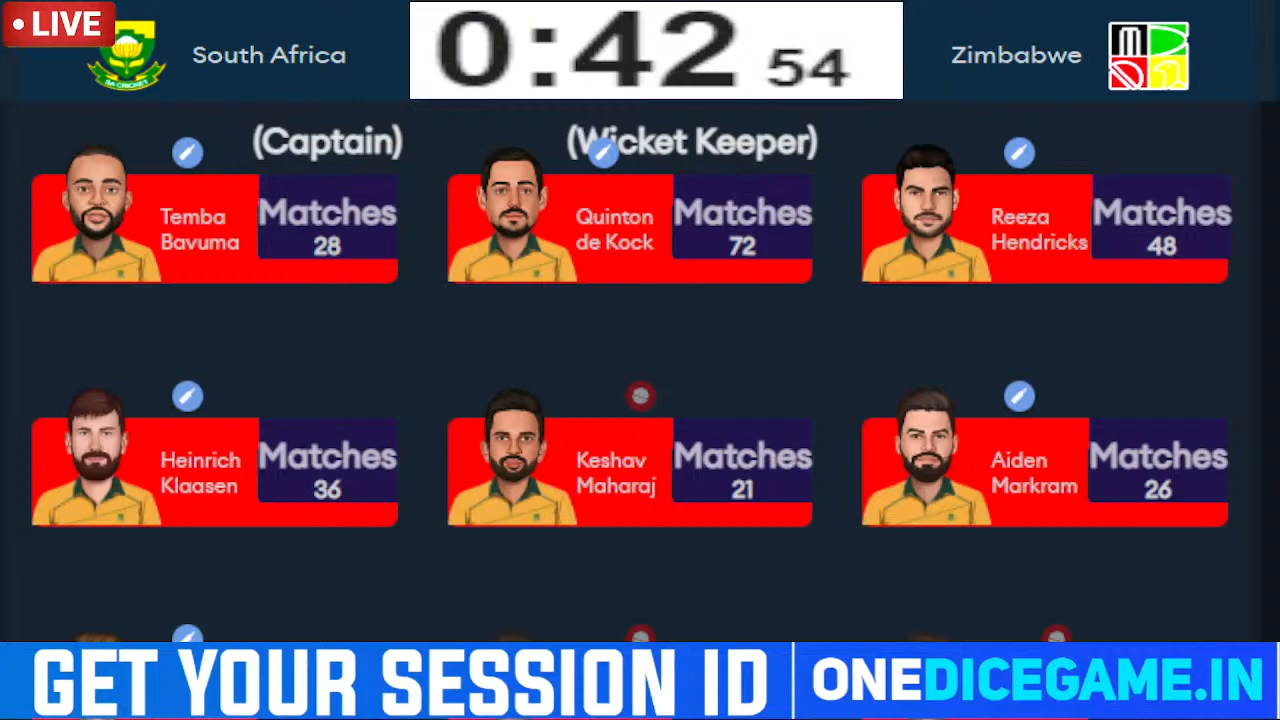 LIVE
SA CRICKET
South Africa
0:42 54
Zimbabwe
(Captain)
(Wicket Keeper)
Temba
Bavuma
Matches
28
Quinton
de Kock
Matches
72
Reeza
Hendricks
Matches
48
Heinrich
Klaasen
Matches
36
Keshav
Maharaj
Matches
21
Aiden
Markram
Matches
26
GET YOUR SESSION ID
ONEDICEGAME.IN